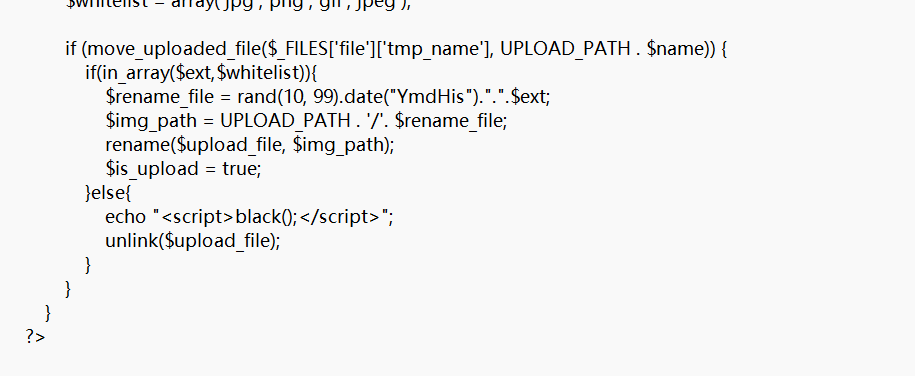 $whitelist = array('jpg','png','gif','jpeg');
if (move_uploaded_file($_FILES['file']['tmp_name'], UPLOAD_PATH . $name)) {
if(in_array($ext,$whitelist)){
$rename_file = rand(10, 99).date("YmdHis").".".$ext;
$img_path = UPLOAD_PATH . '/'. $rename_file;
rename($upload_file, $img_path);
$is_upload = true;
}else{
echo "<script>black();</script>";
unlink($upload_file);
}
}
}
?>